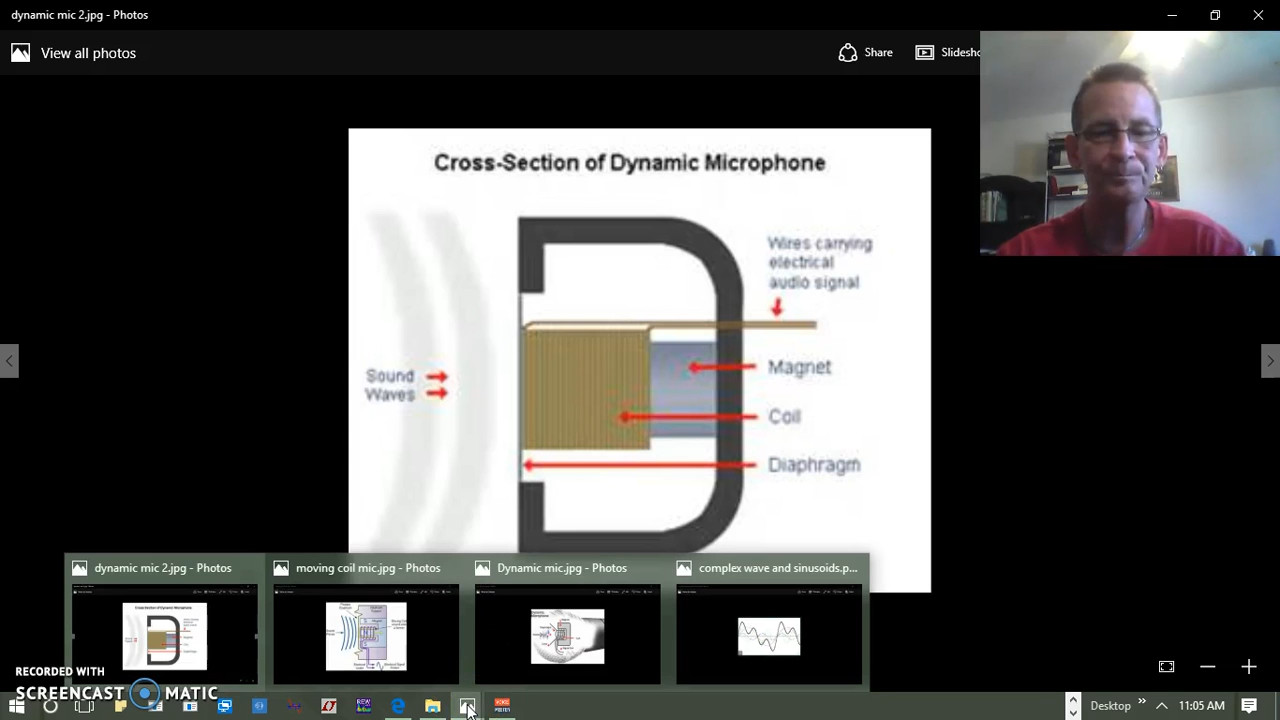 dynamic mic 2.jpg - Photos
View all photos
Share
Slidesho
Cross-Section of Dynamic Microphone
Wires carrying
electrical
audio signal
Sound
Waves
Magnet
Coil
Diaphragm
dynamic mic 2.jpg - Photos
moving coil mic.jpg - Photos
Dynamic mic.jpg - Photos
complex wave and sinusoids.p...
RECORDED WITH
SCREENCAST MATIC
Desktop
11:05 AM